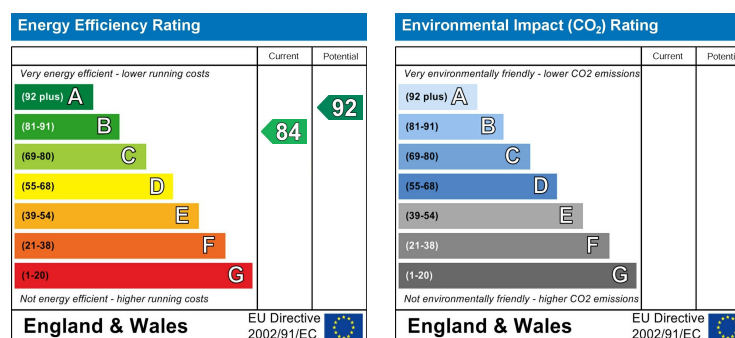 Energy Efficiency Rating
Current Potential
Very energy efficient - lower running costs
(92 plus) A
(81-91) B
(69-80) C
(55-68) D
(39-54) E
(21-38) F
(1-20) G
84
92
Not energy efficient - higher running costs
England & Wales
EU Directive
2002/91/EC
Environmental Impact (CO₂) Rating
Current Potenti
Very environmentally friendly - lower CO2 emissions
(92 plus) A
(81-91) B
(69-80) C
(55-68) D
(39-54) E
(21-38) F
(1-20) G
Not environmentally friendly - higher CO2 emissions
England & Wales
EU Directive
2002/91/EC